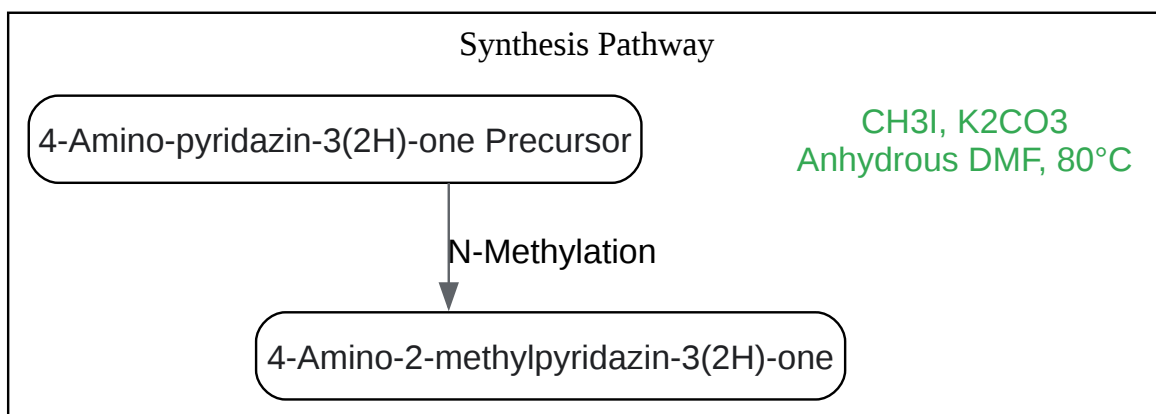 Synthesis Pathway
4-Amino-pyridazin-3(2H)-one Precursor
CH3I, K2CO3
Anhydrous DMF, 80°C
N-Methylation
4-Amino-2-methylpyridazin-3(2H)-one